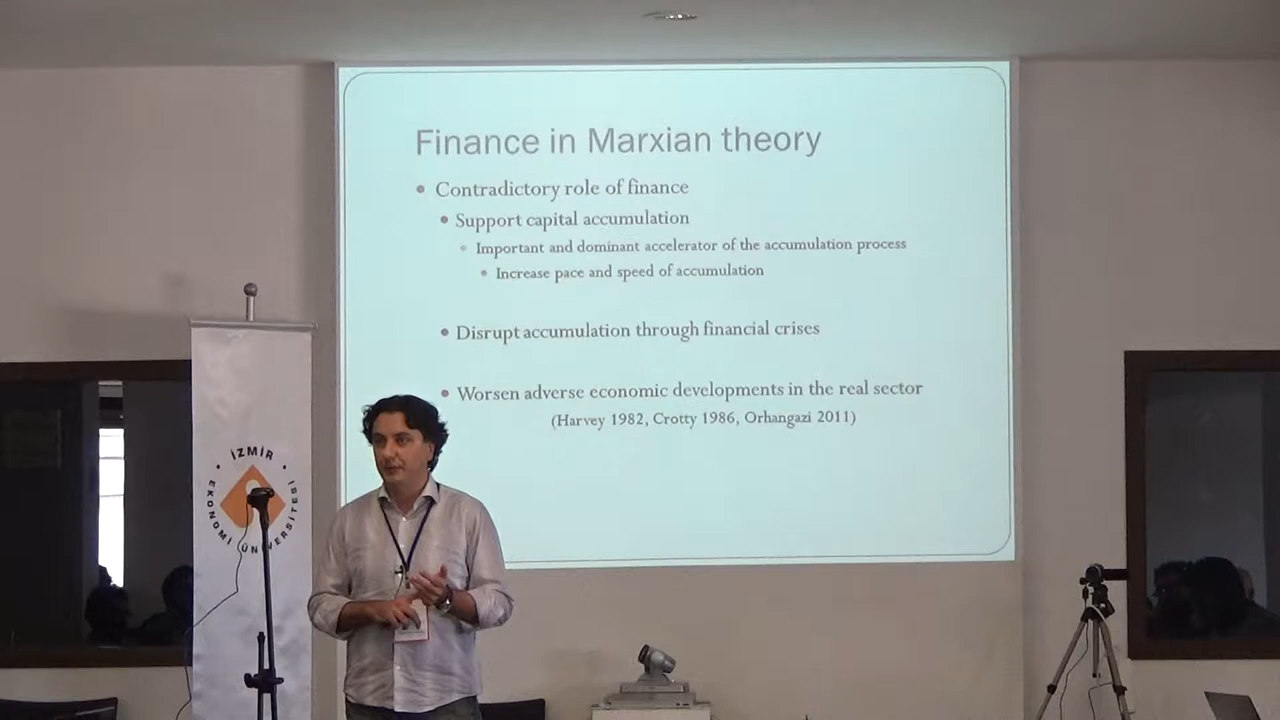 Finance in Marxian theory
• Contradictory role of finance
• Support capital accumulation
• Important and dominant accelerator of the accumulation process
• Increase pace and speed of accumulation
• Disrupt accumulation through financial crises
• Worsen adverse economic developments in the real sector
(Harvey 1982, Crotty 1986, Orhangazi 2011)
• İZMİR •
EKONOMİ ÜNİVERSİTESİ